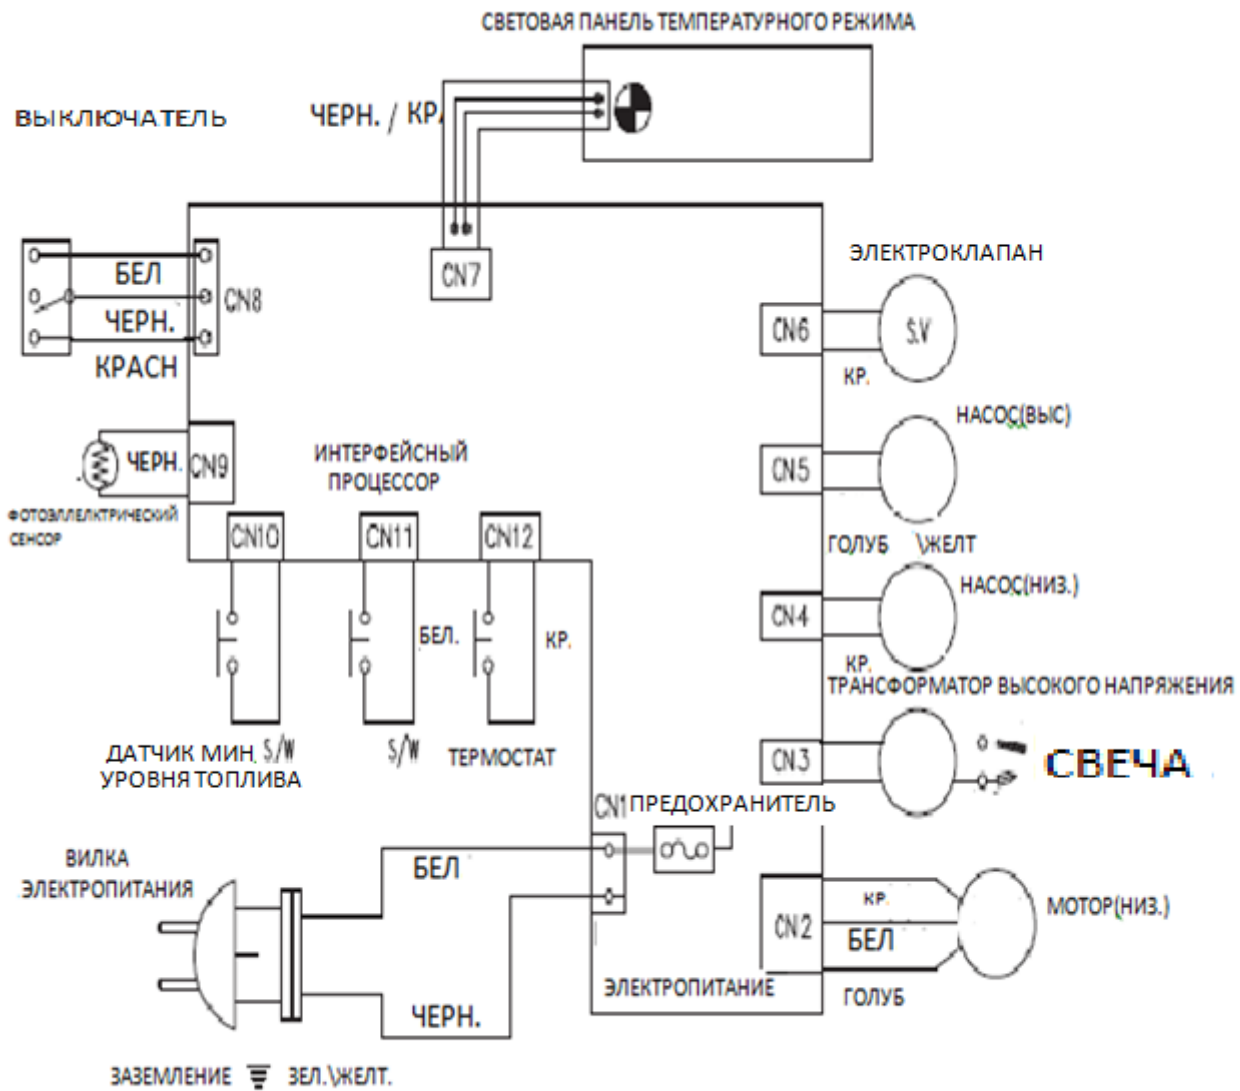 СВЕТОВАЯ ПАНЕЛЬ ТЕМПЕРАТУРНОГО РЕЖИМА
ВЫКЛЮЧАТЕЛЬ
ЧЕРН. / КР
CN7
ЭЛЕКТРОКЛАПАН
БЕЛ
CN8
ЧЕРН.
КРАСН
CN6
S.V
КР.
НАСОС(ВЫС)
ИНТЕРФЕЙСНЫЙ
ПРОЦЕССОР
ЧЕРН.
CN9
CN5
ФОТОЭЛЛЕЛКТРИЧЕСКИЙ
СЕНСОР
CN10
CN11
CN12
ГОЛУБ \ЖЕЛТ
НАСОС(НИЗ.)
CN4
БЕЛ.
КР.
КР.
ТРАНСФОРМАТОР ВЫСОКОГО НАПРЯЖЕНИЯ
ДАТЧИК МИН S/W
УРОВНЯ ТОПЛИВА
S/W
ТЕРМОСТАТ
CN3
СВЕЧА
CN1
ПРЕДОХРАНИТЕЛЬ
ВИЛКА
ЭЛЕКТРОПИТАНИЯ
БЕЛ
КР.
CN2
БЕЛ
МОТОР(НИЗ.)
ЭЛЕКТРОПИТАНИЕ
ГОЛУБ
ЧЕРН.
ЗАЗЕМЛЕНИЕ ЗЕЛ.\ЖЕЛТ.